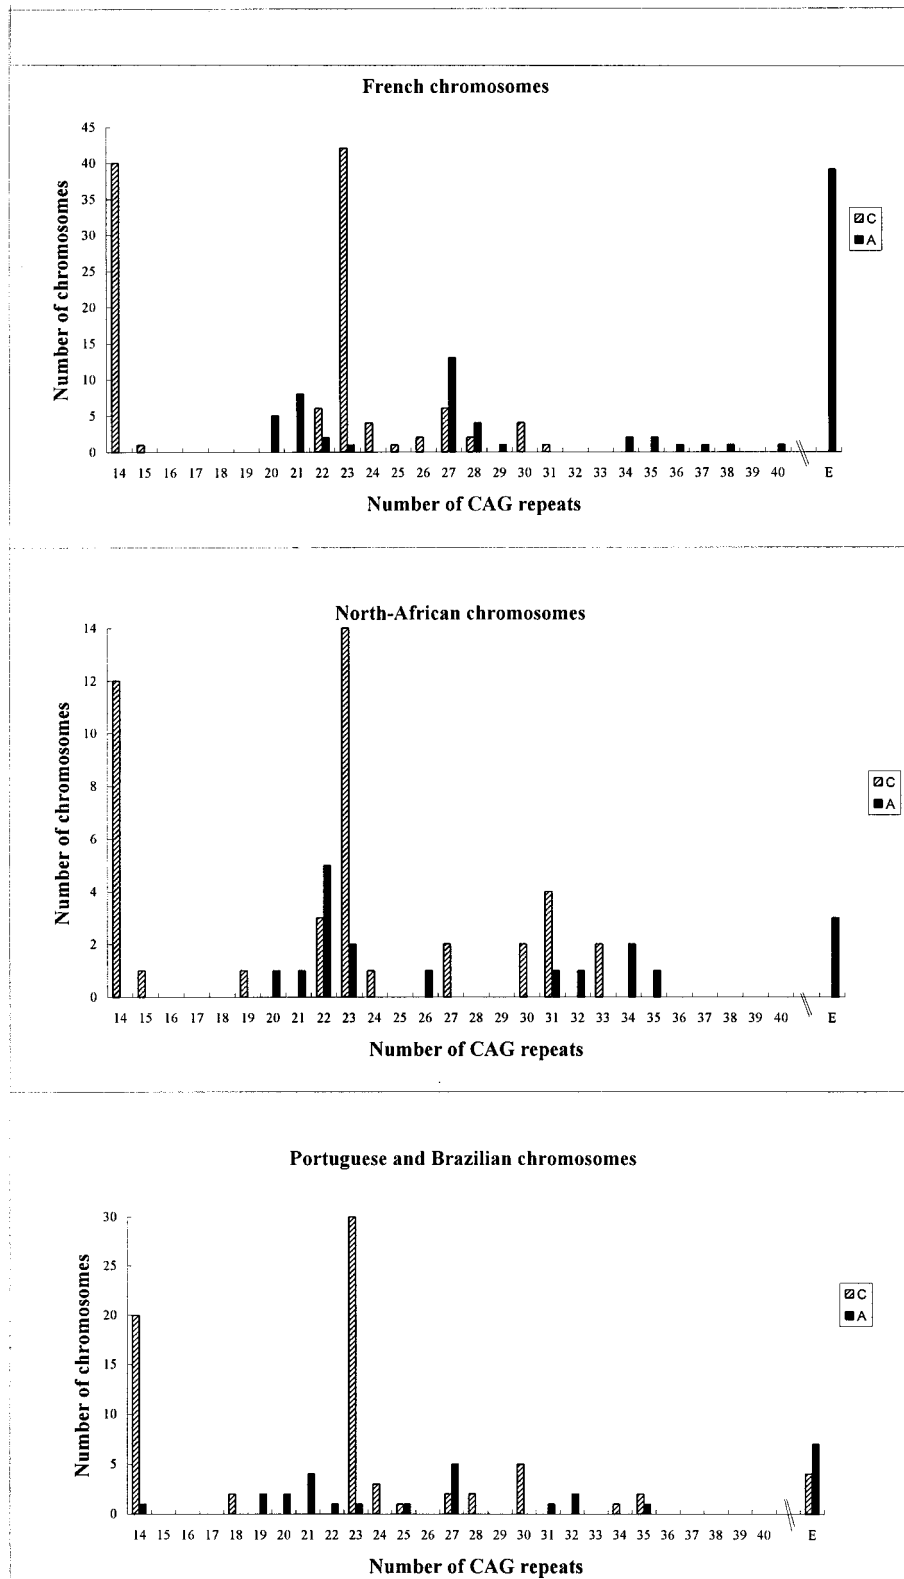 French chromosomes
Number of chromosomes
45
40
35
30
25
20
15
10
5
0
14 15 16 17 18 19 20 21 22 23 24 25 26 27 28 29 30 31 32 33 34 35 36 37 38 39 40 E
Number of CAG repeats
C
A
North-African chromosomes
Number of chromosomes
14
12
10
8
6
4
2
0
14 15 16 17 18 19 20 21 22 23 24 25 26 27 28 29 30 31 32 33 34 35 36 37 38 39 40 E
Number of CAG repeats
C
A
Portuguese and Brazilian chromosomes
Number of chromosomes
30
25
20
15
10
5
0
14 15 16 17 18 19 20 21 22 23 24 25 26 27 28 29 30 31 32 33 34 35 36 37 38 39 40 E
Number of CAG repeats
C
A